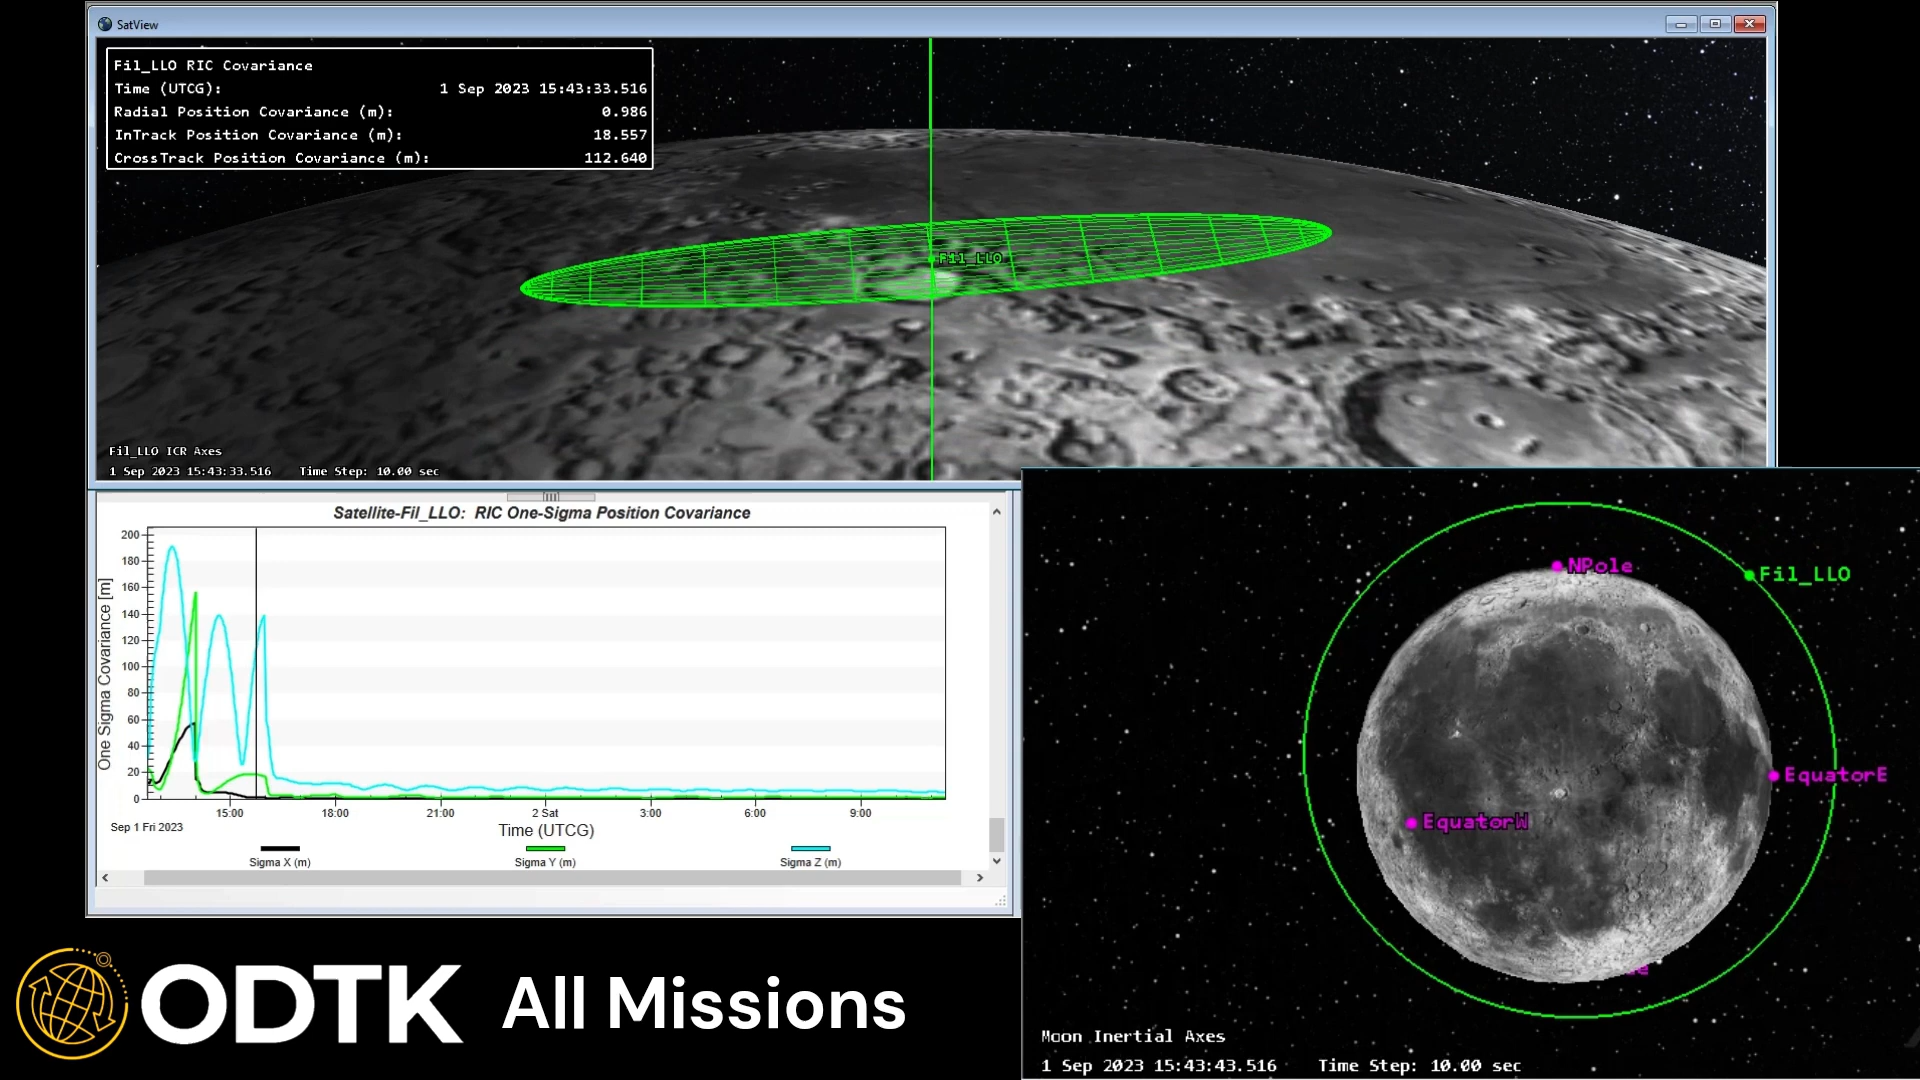 SatView
Fil_LLO RIC Covariance
Time (UTCG): 1 Sep 2023 15:43:33.516
Radial Position Covariance (m): 0.986
InTrack Position Covariance (m): 18.557
CrossTrack Position Covariance (m): 112.640
Fil_LLO
Fil_LLO ICR Axes
1 Sep 2023 15:43:33.516 Time Step: 10.00 sec
Satellite-Fil_LLO: RIC One-Sigma Position Covariance
One Sigma Covariance [m]
200
180
160
140
120
100
80
60
40
20
0
15:00 18:00 21:00 2 Sat 3:00 6:00 9:00
Sep 1 Fri 2023
Time (UTCG)
Sigma X (m) Sigma Y (m) Sigma Z (m)
NPole
Fil_LLO
EquatorE
EquatorW
Moon Inertial Axes
1 Sep 2023 15:43:43.516 Time Step: 10.00 sec
ODTK All Missions